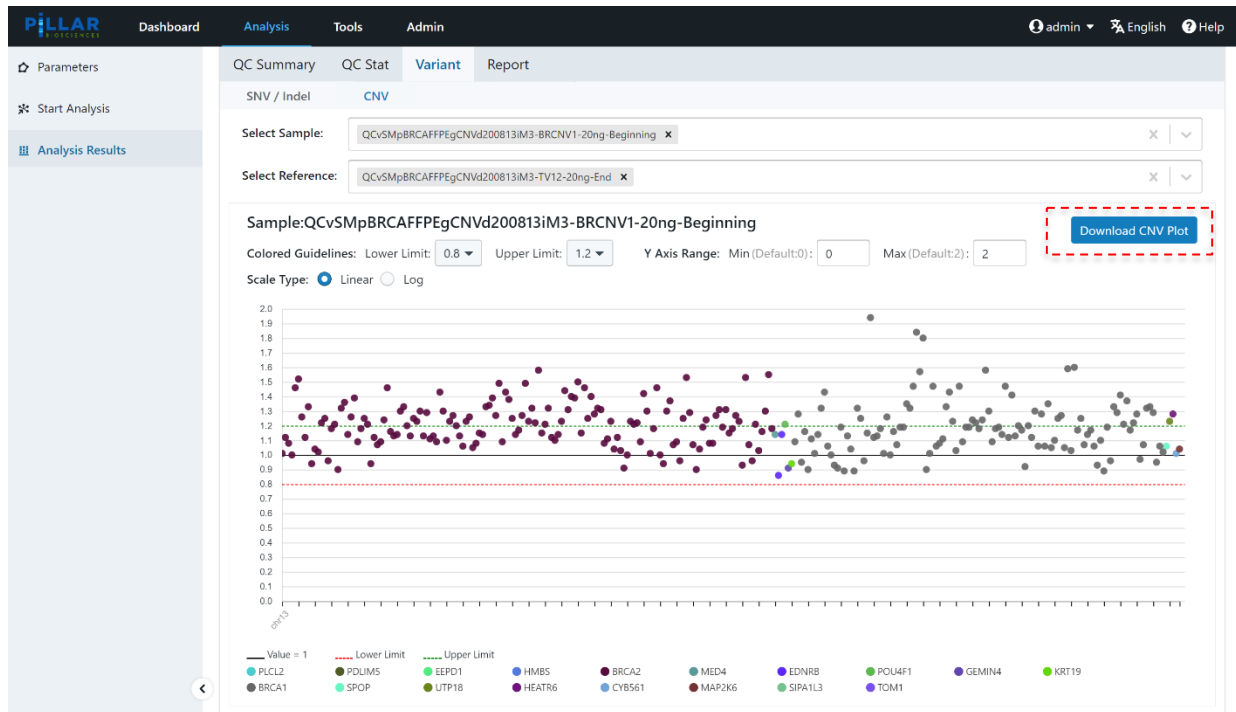 PiLLAR
BIOSCIENCES
Dashboard Analysis Tools Admin admin English Help
Parameters
Start Analysis
Analysis Results
QC Summary QC Stat Variant Report
SNV / Indel CNV
Select Sample: QCvSMpBRCAFFPEgCNVd200813iM3-BRCNV1-20ng-Beginning
Select Reference: QCvSMpBRCAFFPEgCNVd200813iM3-TV12-20ng-End
Sample:QCvSMpBRCAFFPEgCNVd200813iM3-BRCNV1-20ng-Beginning
Download CNV Plot
Colored Guidelines: Lower Limit: 0.8 Upper Limit: 1.2 Y Axis Range: Min(Default:0): 0 Max(Default:2): 2
Scale Type: Linear Log
2.0
1.9
1.8
1.7
1.6
1.5
1.4
1.3
1.2
1.1
1.0
0.9
0.8
0.7
0.6
0.5
0.4
0.3
0.2
0.1
0.0
chr13
Value = 1 Lower Limit Upper Limit
PLCL2 PDLIM5 EEPD1 HMBS BRCA2 MED4 EDNRB POU4F1 GEMIN4 KRT19
BRCA1 SPOP UTP18 HEATR6 CYB561 MAP2K6 SIPA1L3 TOM1